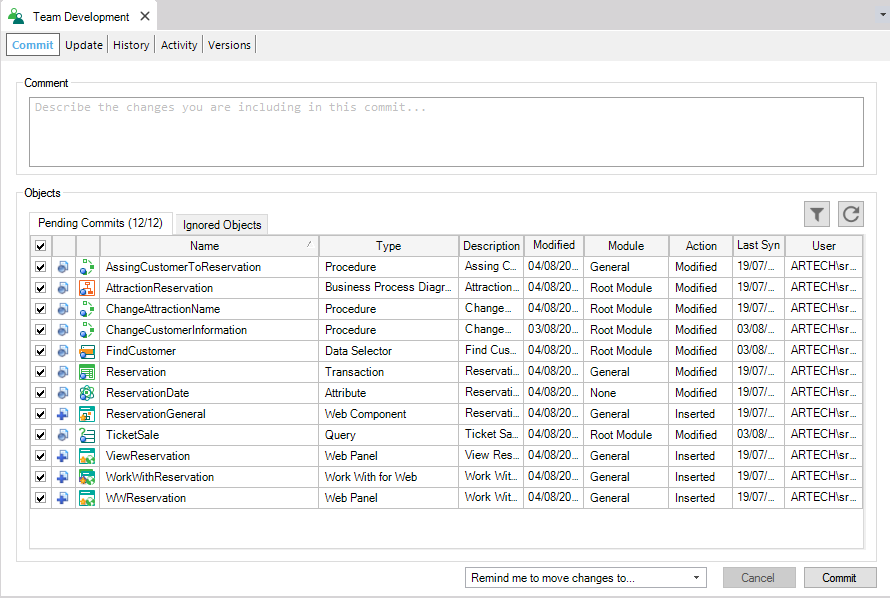 Team Development
Commit Update History Activity Versions
Comment
Describe the changes you are including in this commit...
Objects
Pending Commits (12/12) Ignored Objects
Name Type Description Modified Module Action Last Syn User
AssingCustomerToReservation Procedure Assing C... 04/08/20... General Modified 19/07/... ARTECH\sr...
AttractionReservation Business Process Diagr... Attraction... 04/08/20... Root Module Modified 19/07/... ARTECH\sr...
ChangeAttractionName Procedure Change... 04/08/20... Root Module Modified 19/07/... ARTECH\sr...
ChangeCustomerInformation Procedure Change... 03/08/20... Root Module Modified 03/08/... ARTECH\sr...
FindCustomer Data Selector Find Cus... 04/08/20... Root Module Modified 03/08/... ARTECH\sr...
Reservation Transaction Reservati... 04/08/20... General Modified 19/07/... ARTECH\sr...
ReservationDate Attribute Reservati... 04/08/20... None Modified 19/07/... ARTECH\sr...
ReservationGeneral Web Component Reservati... 04/08/20... General Inserted 19/07/... ARTECH\sr...
TicketSale Query Ticket Sa... 04/08/20... Root Module Modified 03/08/... ARTECH\sr...
ViewReservation Web Panel View Res... 04/08/20... General Inserted 19/07/... ARTECH\sr...
WorkWithReservation Work With for Web Work Wit... 04/08/20... General Inserted 19/07/... ARTECH\sr...
WWReservation Web Panel Work Wit... 04/08/20... General Inserted 19/07/... ARTECH\sr...
Remind me to move changes to... Cancel Commit